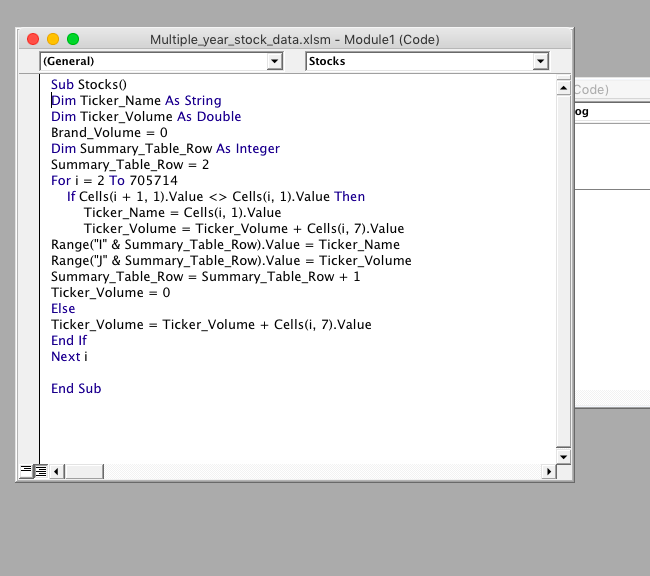 Multiple_year_stock_data.xlsm - Module1 (Code)
(General) Stocks
Sub Stocks()
Dim Ticker_Name As String
Dim Ticker_Volume As Double
Brand_Volume = 0
Dim Summary_Table_Row As Integer
Summary_Table_Row = 2
For i = 2 To 705714
If Cells(i + 1, 1).Value <> Cells(i, 1).Value Then
Ticker_Name = Cells(i, 1).Value
Ticker_Volume = Ticker_Volume + Cells(i, 7).Value
Range("I" & Summary_Table_Row).Value = Ticker_Name
Range("J" & Summary_Table_Row).Value = Ticker_Volume
Summary_Table_Row = Summary_Table_Row + 1
Ticker_Volume = 0
Else
Ticker_Volume = Ticker_Volume + Cells(i, 7).Value
End If
Next i
End Sub
Code)
og